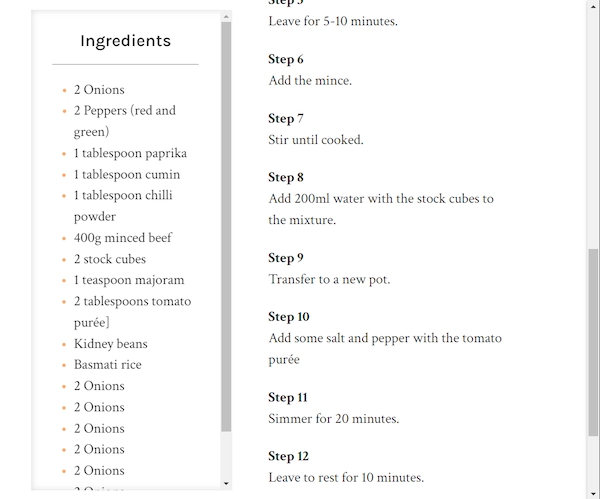 Ingredients
2 Onions
2 Peppers (red and
green)
1 tablespoon paprika
1 tablespoon cumin
1 tablespoon chilli
powder
400g minced beef
2 stock cubes
1 teaspoon majoram
2 tablespoons tomato
purée]
Kidney beans
Basmati rice
2 Onions
2 Onions
2 Onions
2 Onions
2 Onions
2 Onions
Step 5
Leave for 5-10 minutes.
Step 6
Add the mince.
Step 7
Stir until cooked.
Step 8
Add 200ml water with the stock cubes to
the mixture.
Step 9
Transfer to a new pot.
Step 10
Add some salt and pepper with the tomato
purée
Step 11
Simmer for 20 minutes.
Step 12
Leave to rest for 10 minutes.